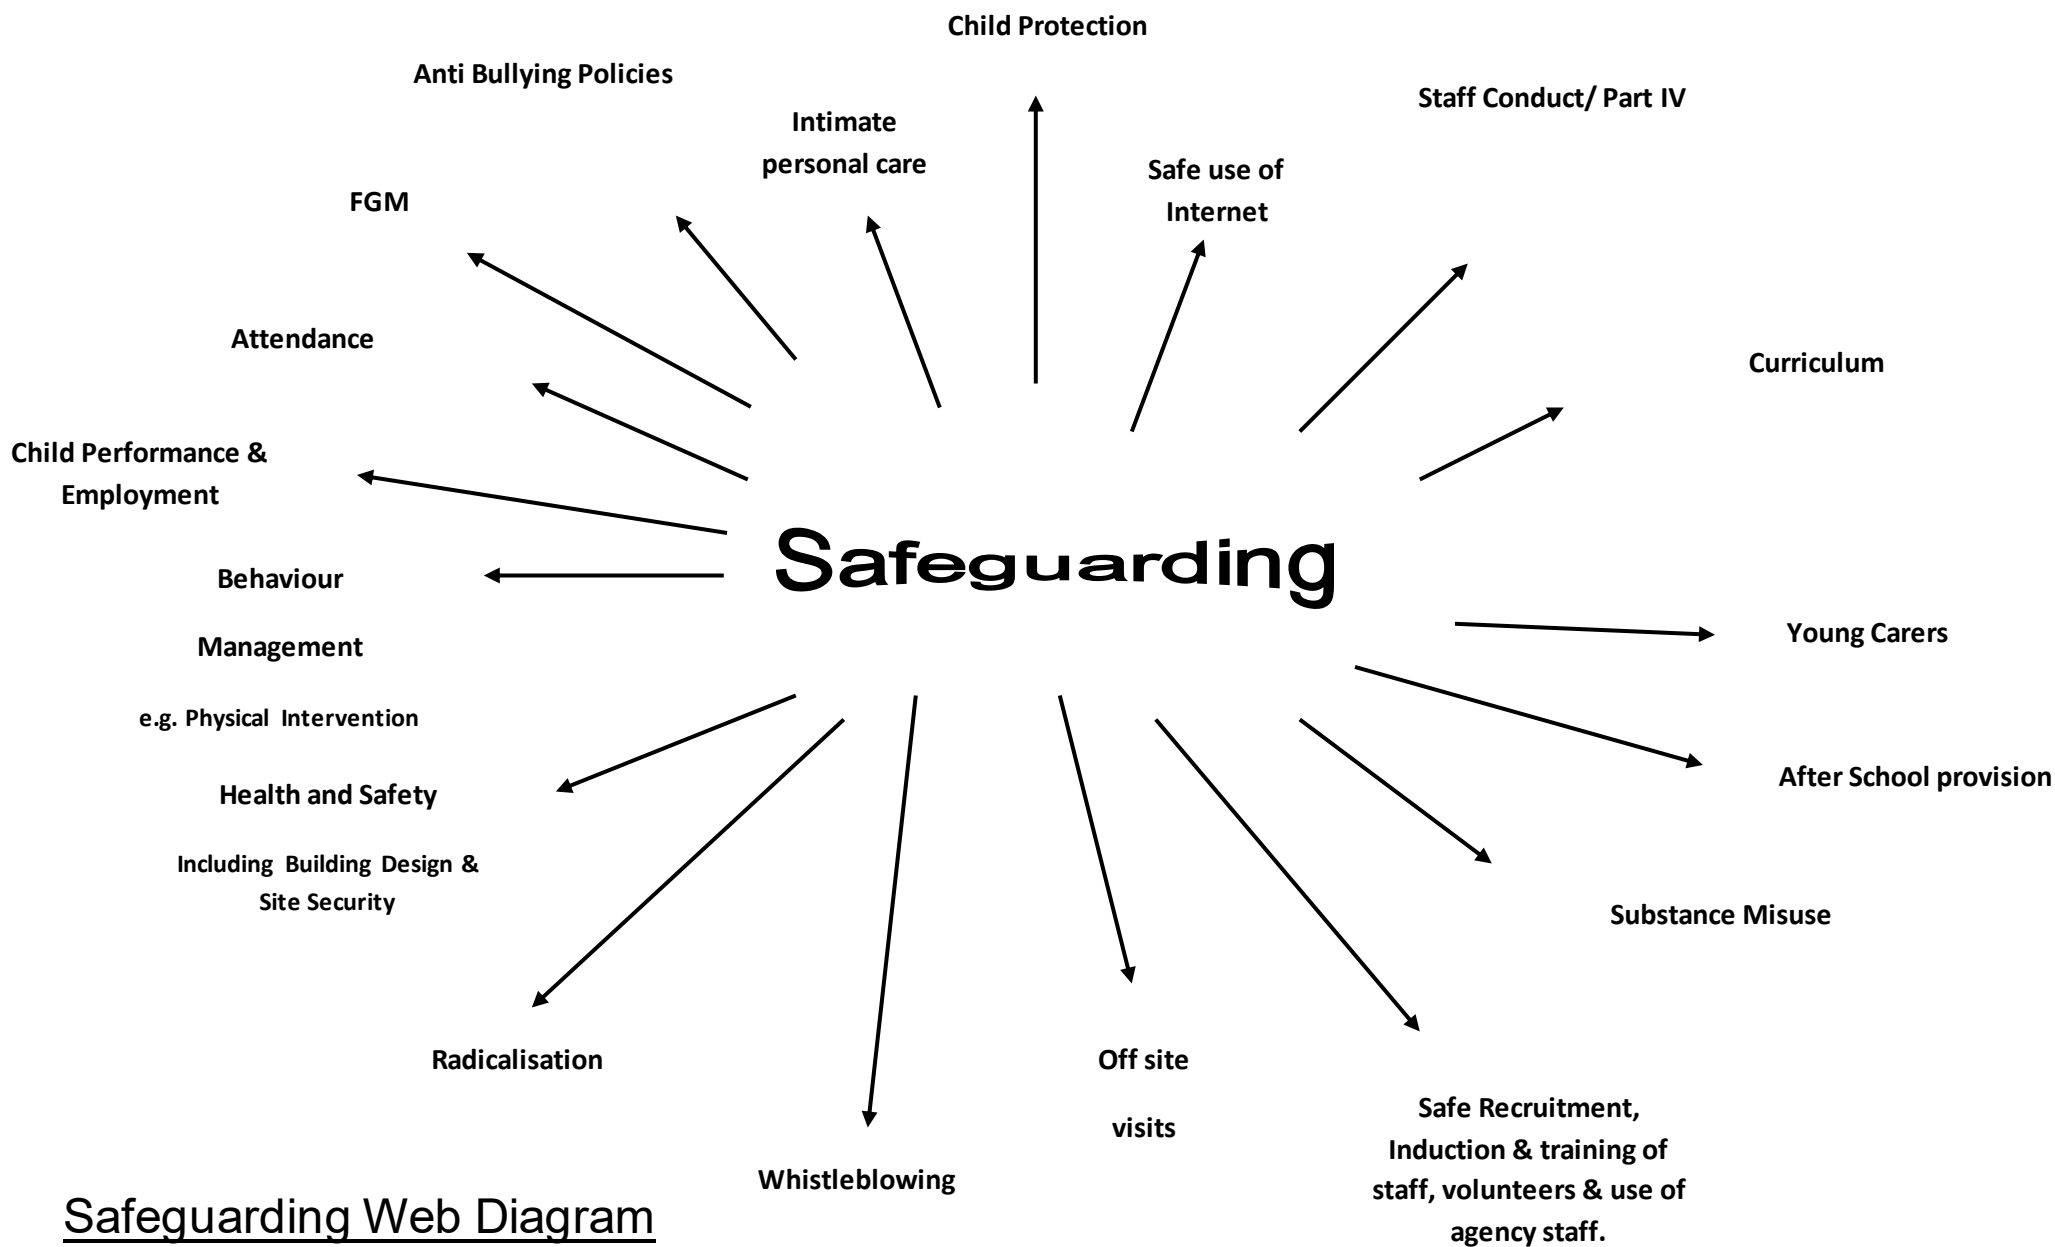 Child Protection
Anti Bullying Policies
Staff Conduct/ Part IV
Intimate
personal care
Safe use of
Internet
FGM
Attendance
Curriculum
Child Performance &
Employment
Safeguarding
Behaviour
Management
e.g. Physical Intervention
Young Carers
After School provision
Health and Safety
Including Building Design &
Site Security
Substance Misuse
Radicalisation
Off site
visits
Safe Recruitment,
Induction & training of
staff, volunteers & use of
agency staff.
Whistleblowing
Safeguarding Web Diagram